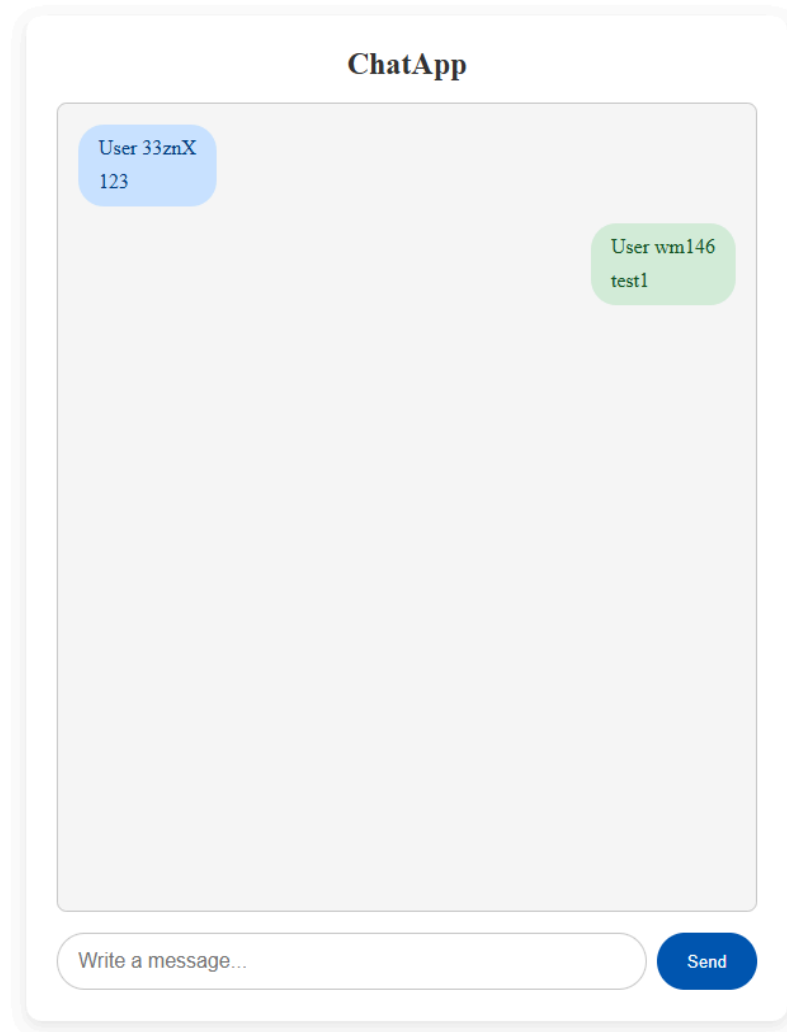 ChatApp
User 33znX
123
User wm146
test1
Write a message...
Send